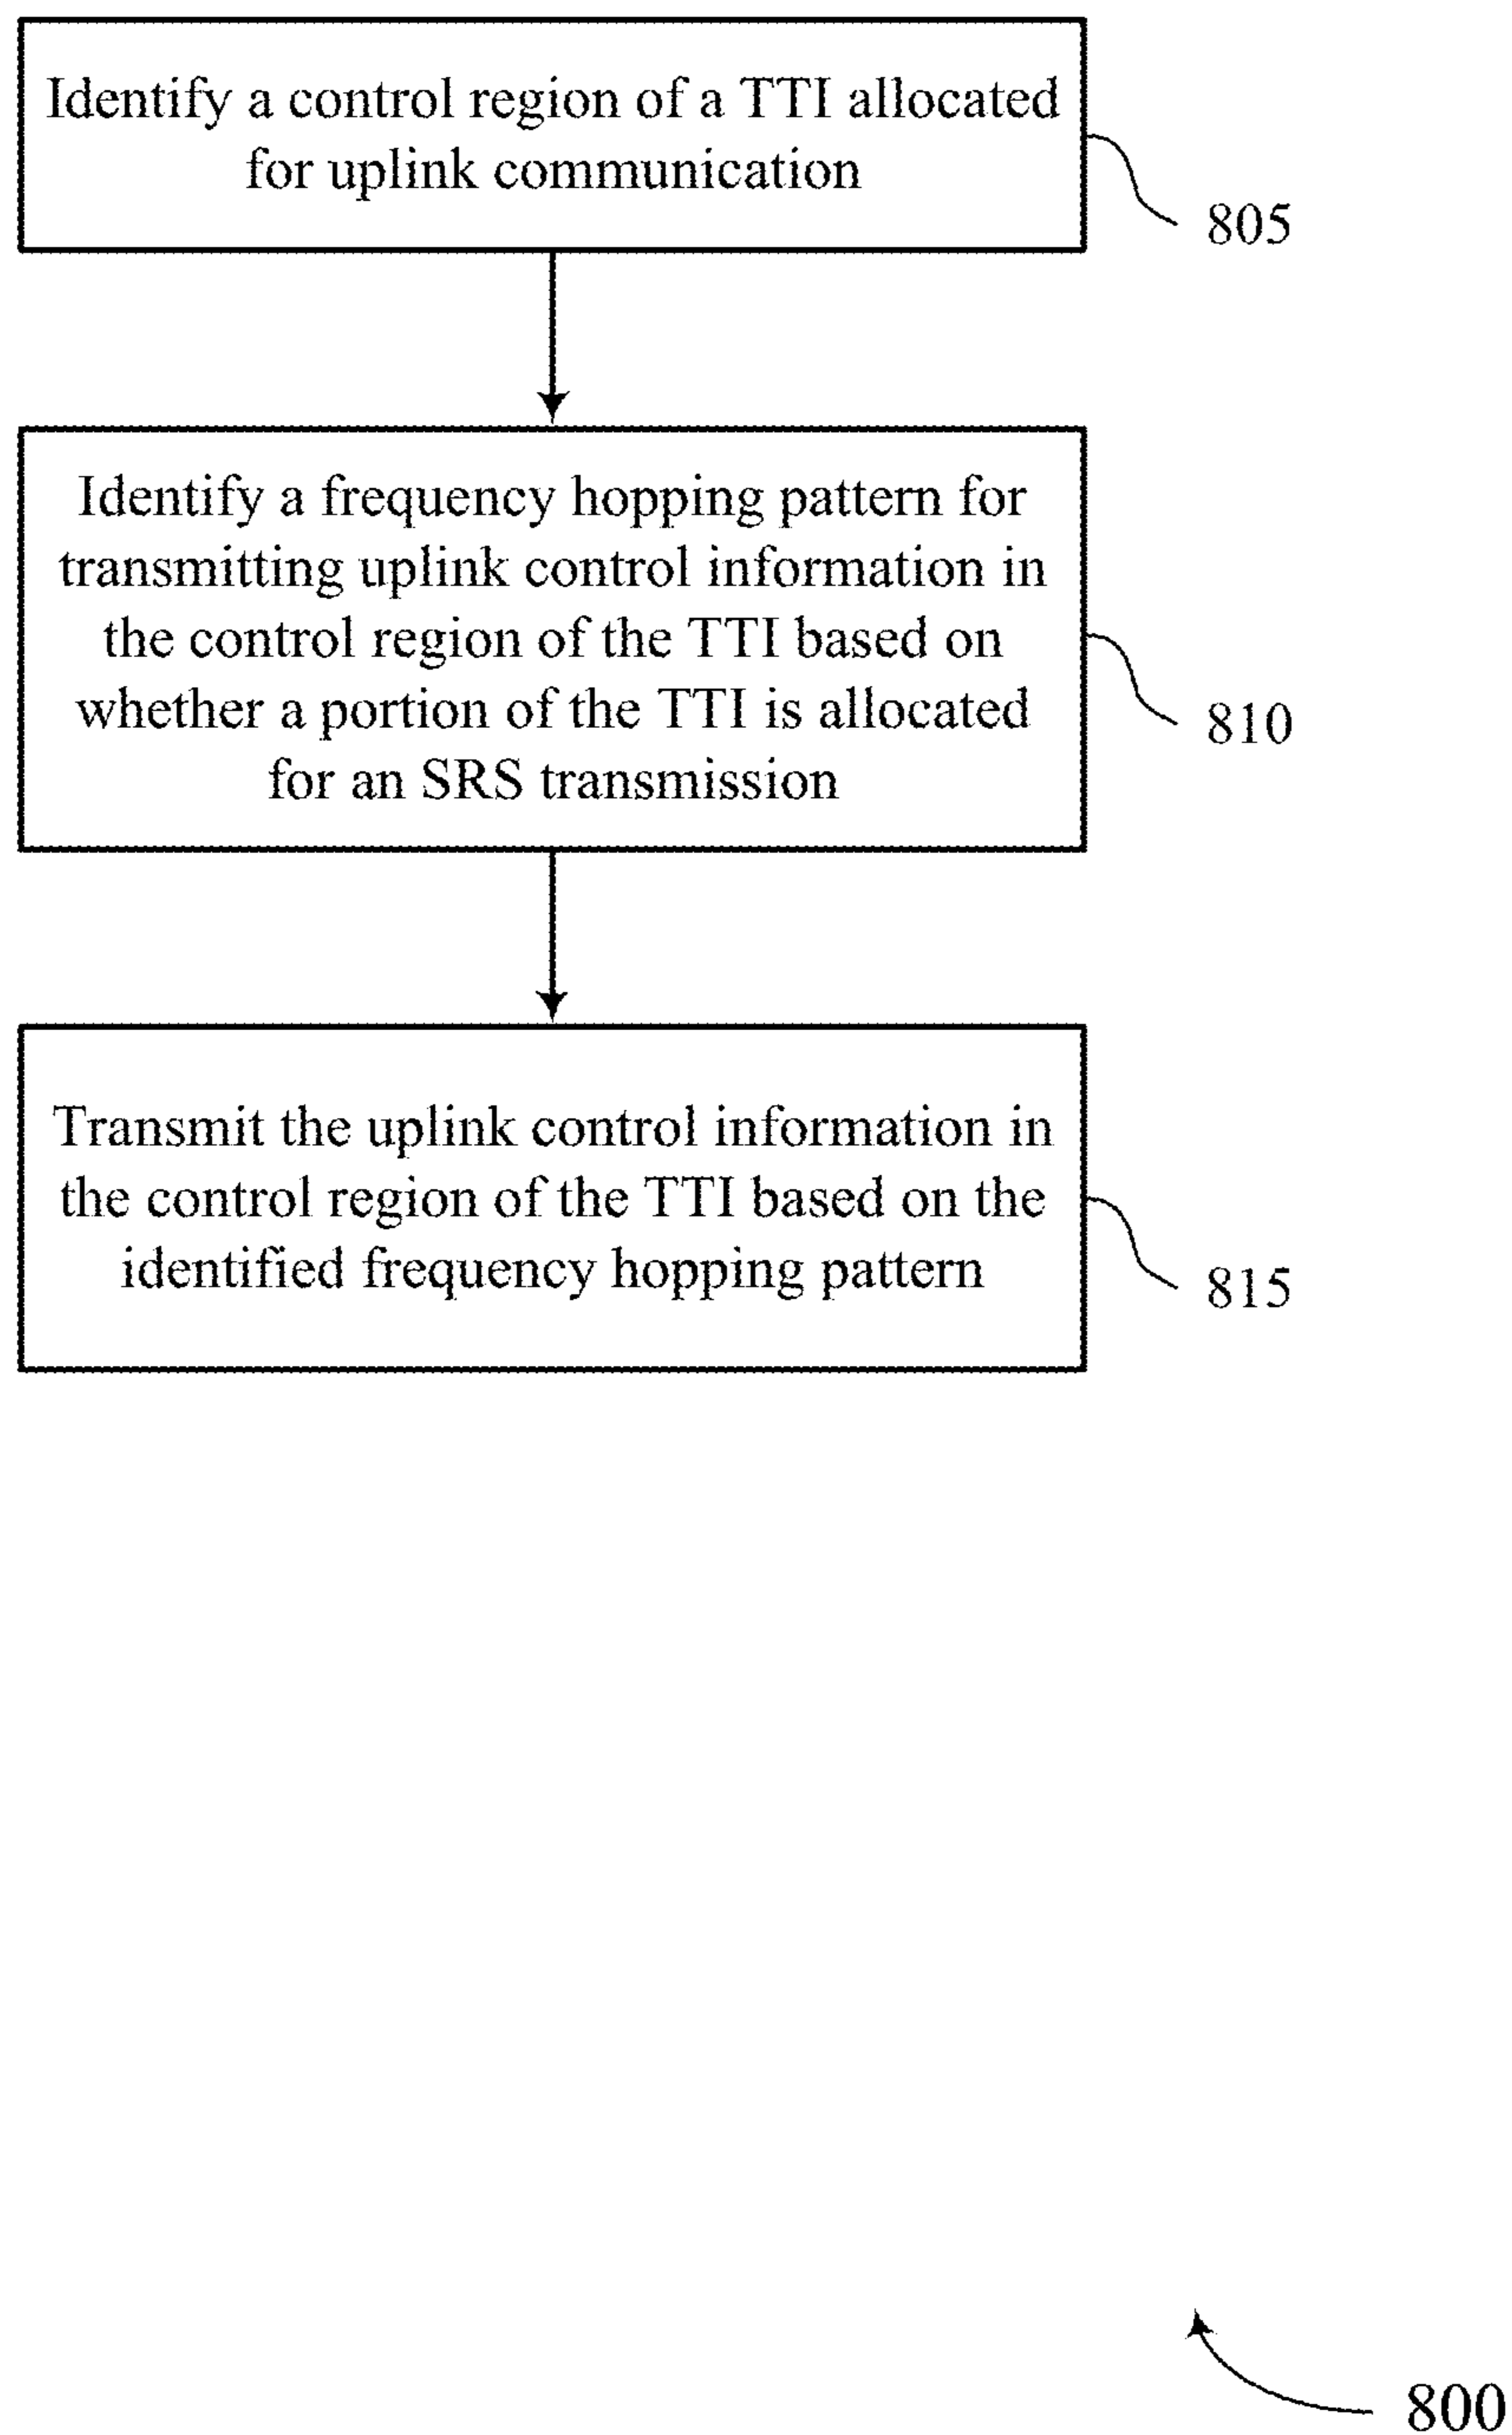 Identify a control region of a TTI allocated
for uplink communication
805
Identify a frequency hopping pattern for
transmitting uplink control information in
the control region of the TTI based on
whether a portion of the TTI is allocated
for an SRS transmission
810
Transmit the uplink control information in
the control region of the TTI based on the
identified frequency hopping pattern
815
800